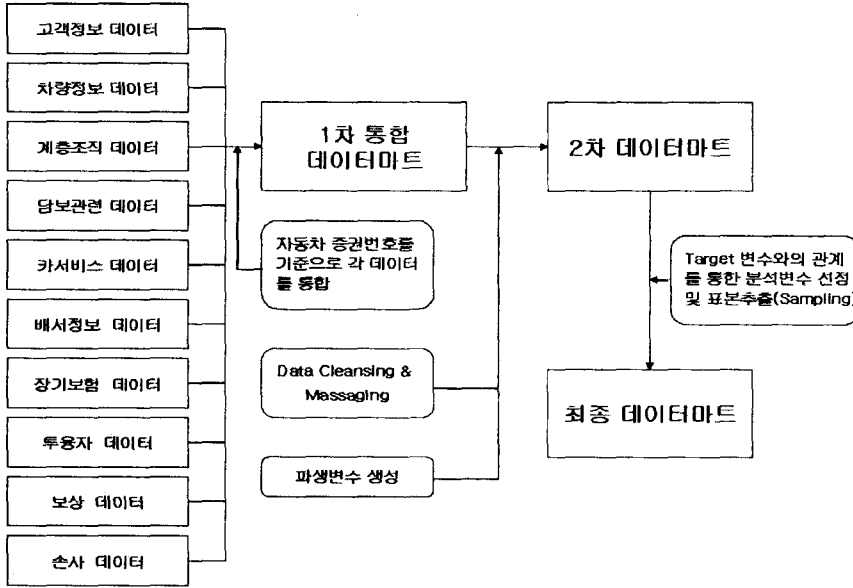 고객정보 데이터
차량정보 데이터
계층조직 데이터
담보관련 데이터
카서비스 데이터
배서정보 데이터
장기보험 데이터
투융자 데이터
보상 데이터
손사 데이터
1차 통합
데이터마트
자동차 증권번호를
기준으로 각 데이터
를 통합
Data Cleansing &
Massaging
파생변수 생성
2차 데이터마트
Target 변수와의 관계
를 통한 분석변수 선정
및 표본추출(Sampling)
최종 데이터마트